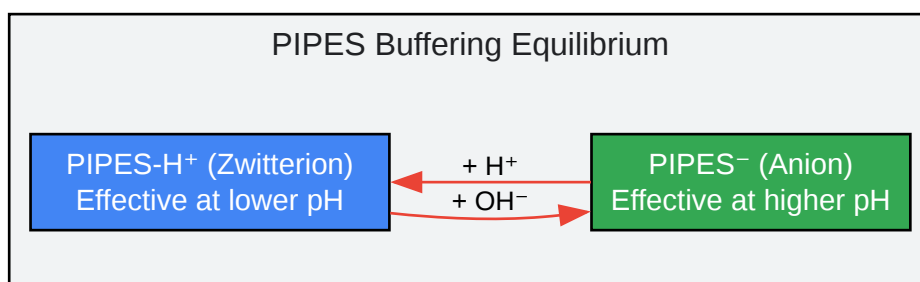 PIPES Buffering Equilibrium
PIPES-H⁺ (Zwitterion)
Effective at lower pH
+ H⁺
+ OH⁻
PIPES⁻ (Anion)
Effective at higher pH